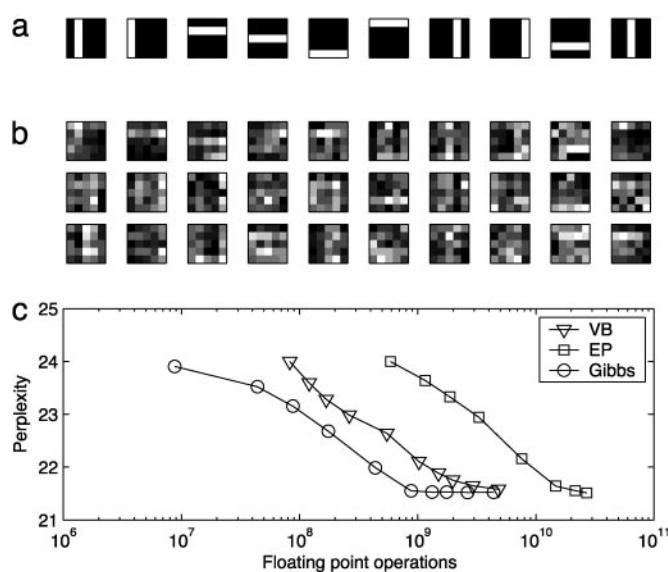 a
b
c
25
24
23
22
21
Perplexity
VB
EP
Gibbs
10^6
10^7
10^8
10^9
10^10
10^11
Floating point operations